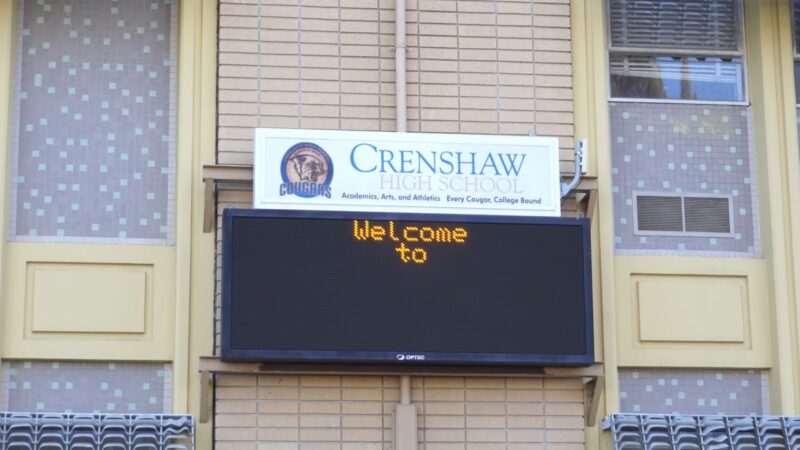 CRENSHAW
HIGH SCHOOL
COUGARS
Academics, Arts, and Athletics Every Cougar, College Bound
Welcome
to
OPTEC